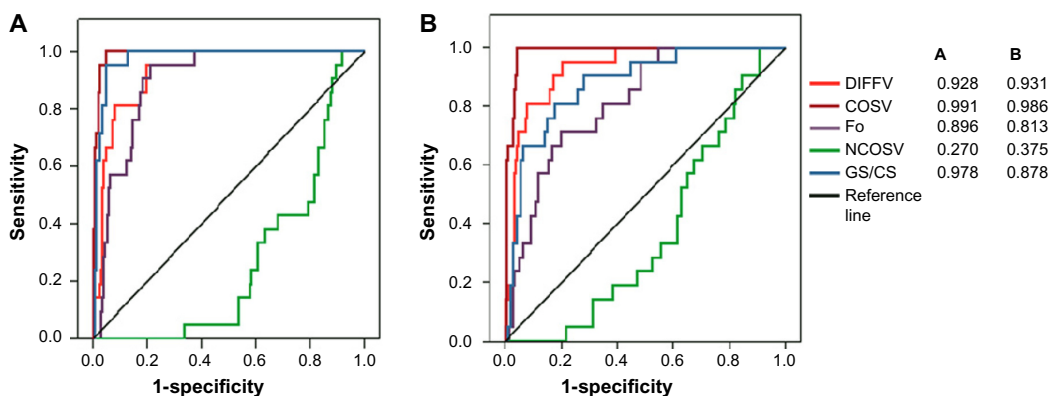 A
B
1.0
0.8
0.6
0.4
0.2
0.0
Sensitivity
0.0 0.2 0.4 0.6 0.8 1.0
1-specificity
1.0
0.8
0.6
0.4
0.2
0.0
Sensitivity
0.0 0.2 0.4 0.6 0.8 1.0
1-specificity
A B
DIFFV 0.928 0.931
COSV 0.991 0.986
Fo 0.896 0.813
NCOSV 0.270 0.375
GS/CS 0.978 0.878
Reference
line